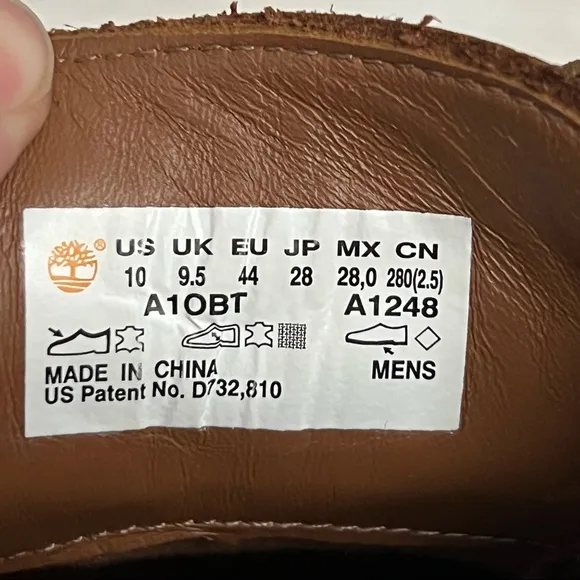 ® US UK EU JP MX CN
10 9.5 44 28 28,0 280(2.5)
A1OBT A1248
MADE IN CHINA MENS
US Patent No. D732,810